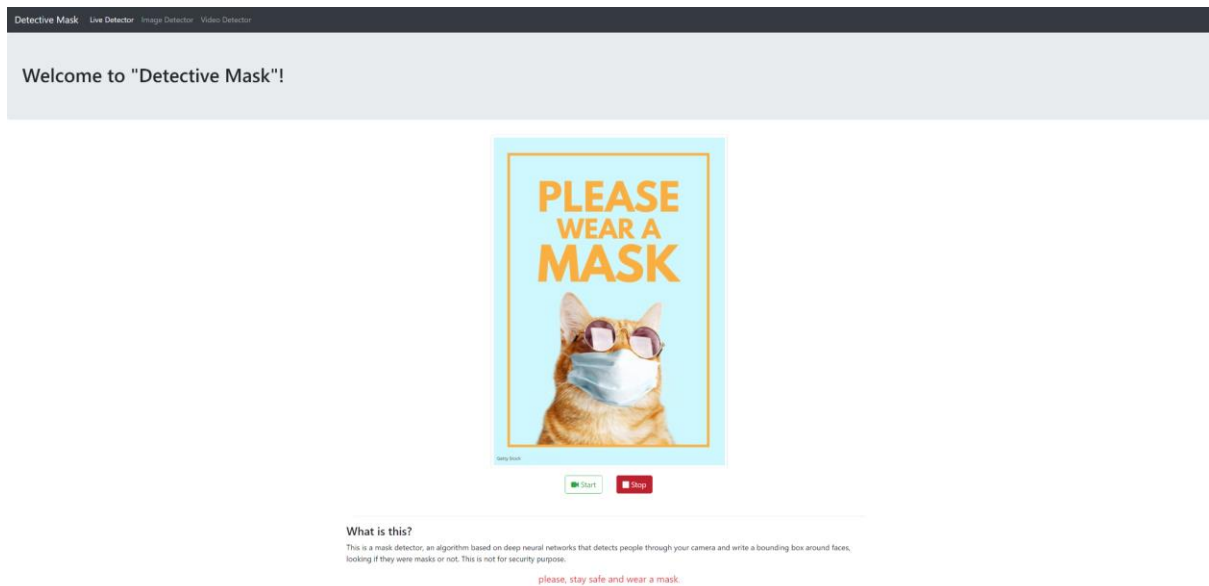 Detective Mask Live Detector Image Detector Video Detector
Welcome to "Detective Mask"!
PLEASE
WEAR A
MASK
Getty Stock
Start Stop
What is this?
This is a mask detector, an algorithm based on deep neural networks that detects people through your camera and write a bounding box around faces,
looking if they were masks or not. This is not for security purpose.
please, stay safe and wear a mask.